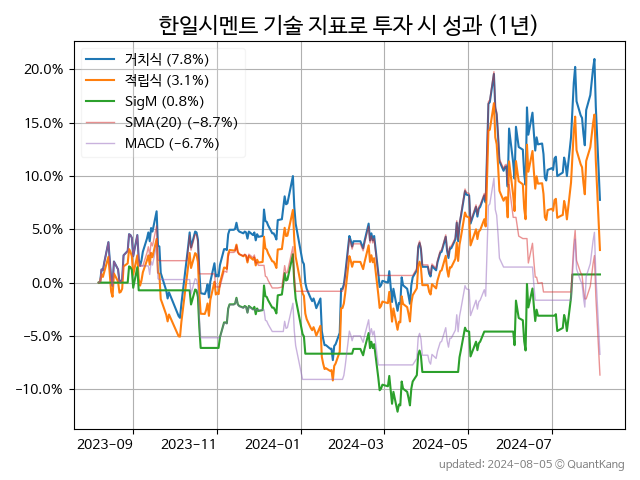 한일시멘트 기술 지표로 투자 시 성과 (1년)
거치식 (7.8%)
적립식 (3.1%)
SigM (0.8%)
SMA(20) (−8.7%)
MACD (−6.7%)
20.0%
15.0%
10.0%
5.0%
0.0%
−5.0%
−10.0%
2023-09 2023-11 2024-01 2024-03 2024-05 2024-07
updated: 2024-08-05 © QuantKang